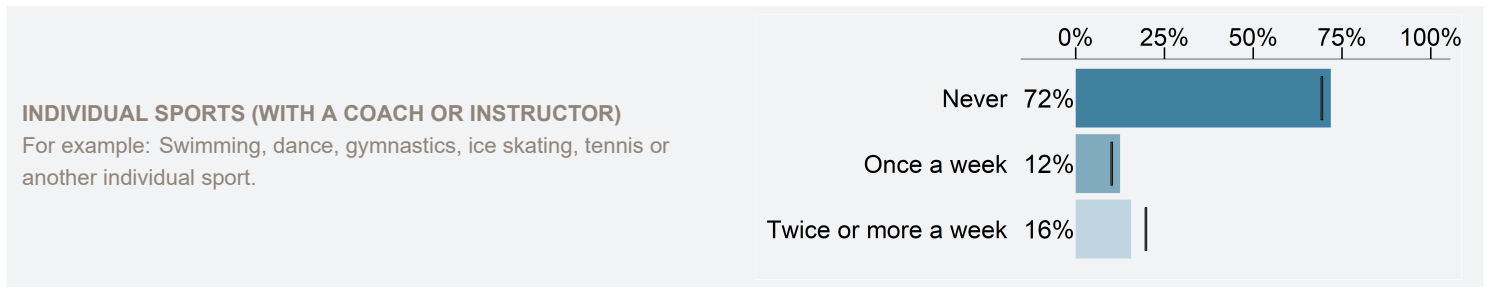 INDIVIDUAL SPORTS (WITH A COACH OR INSTRUCTOR)
For example: Swimming, dance, gymnastics, ice skating, tennis or
another individual sport.
0% 25% 50% 75% 100%
Never 72%
Once a week 12%
Twice or more a week 16%